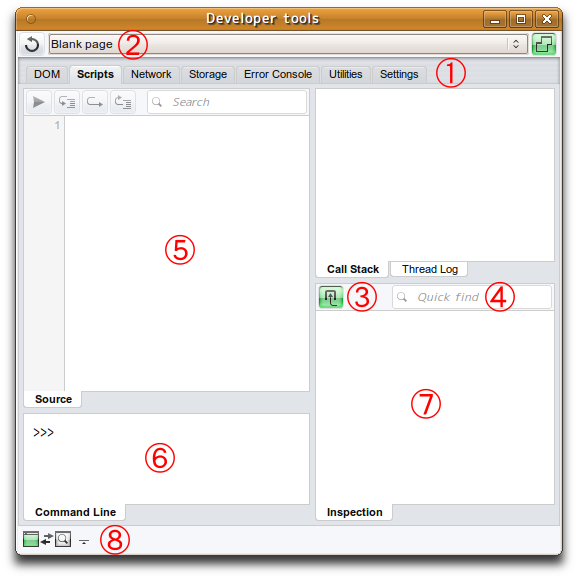 Developer tools
Blank page ②
DOM Scripts Network Storage Error Console Utilities Settings ①
Search
1
⑤
Call Stack Thread Log
③ Quick find ④
⑦
Source
>>>
⑥
Command Line Inspection
⑧